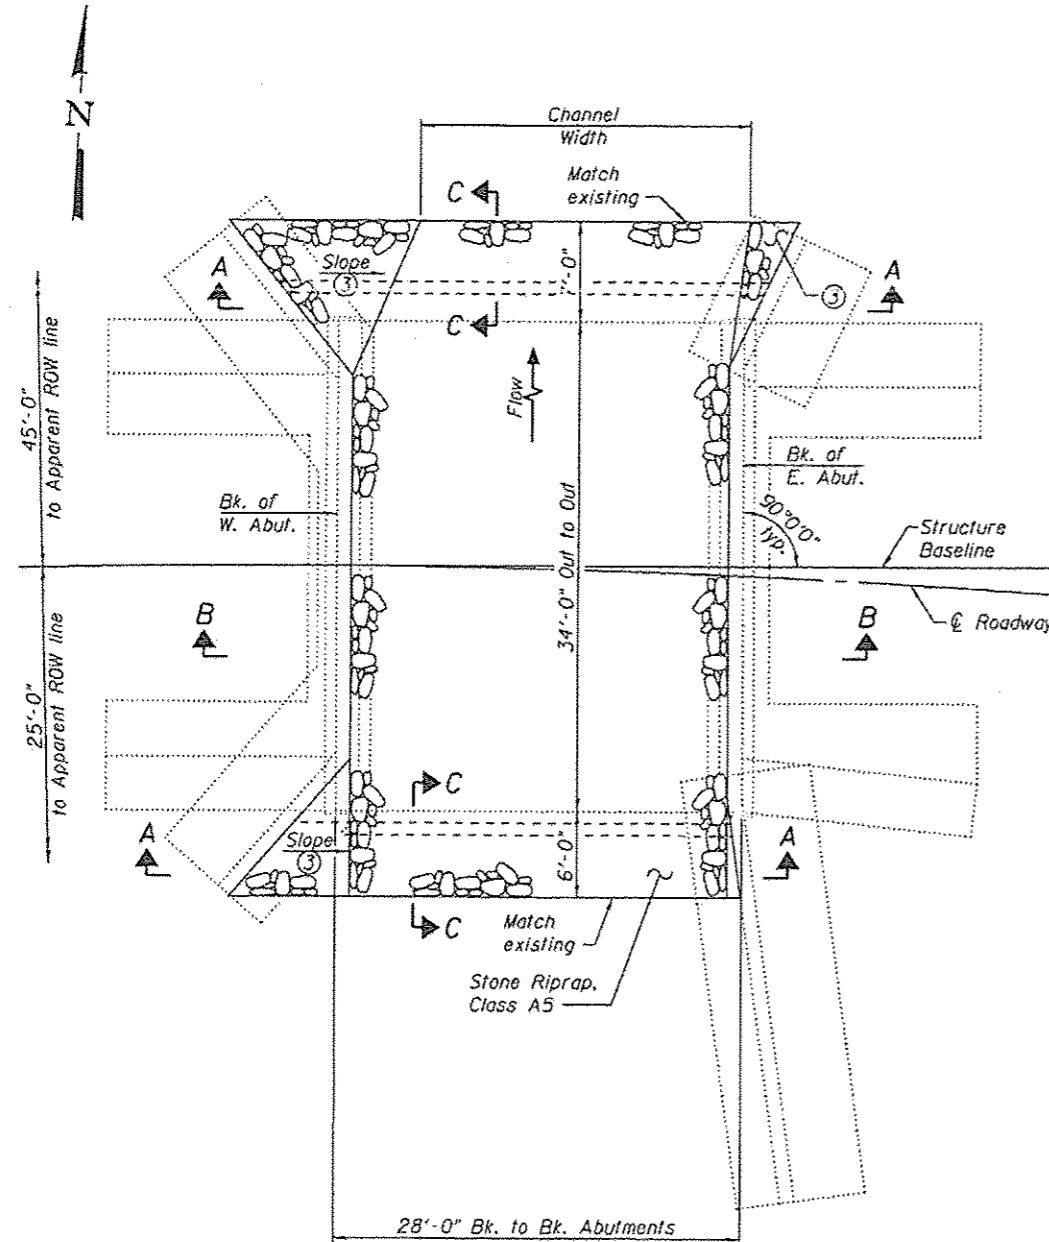 N
Channel
Width
Match
existing
C
A
Slope
3
7'-0"
3
A
C
45'-0"
to Apparent ROW line
Flow
Bk. of
W. Abut.
Bk. of
E. Abut.
90°0'0"
typ.
Structure
Baseline
34'-0" Out to Out
B
B
℄ Roadway
25'-0"
to Apparent ROW line
C
A
Slope
3
6'-0"
A
C
Match
existing
Stone Riprap,
Class A5
28'-0" Bk. to Bk. Abutments